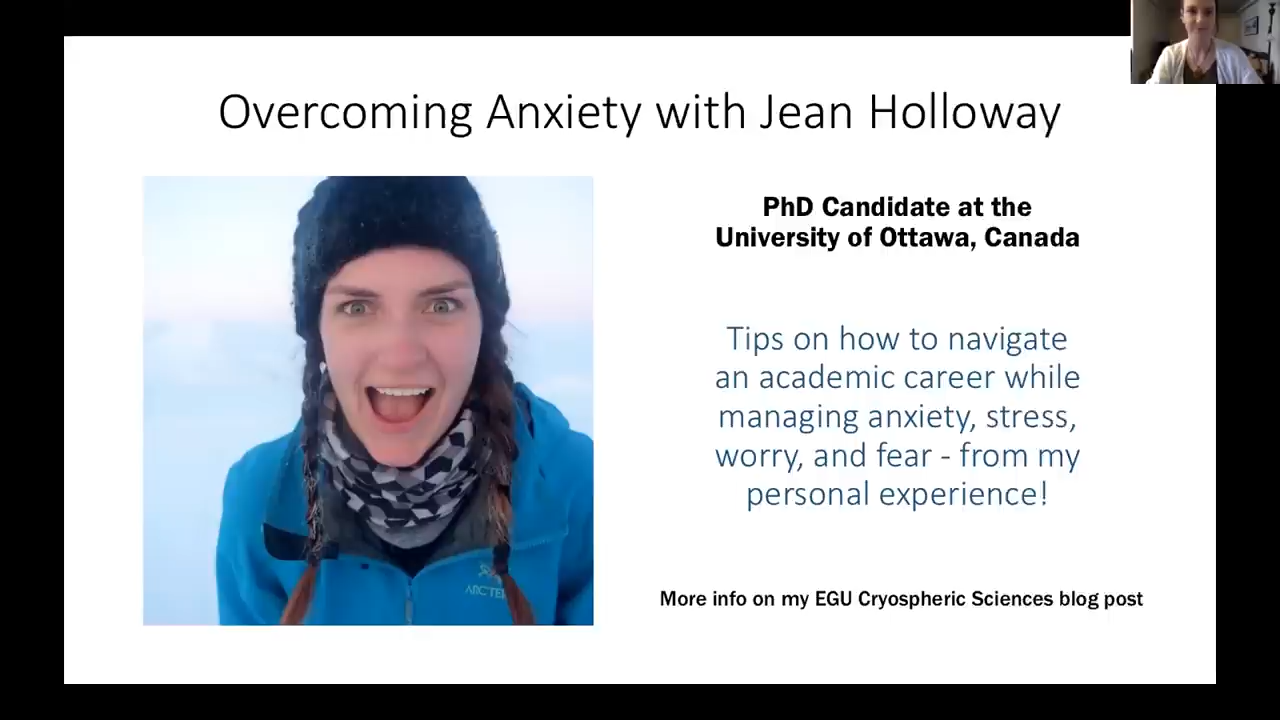 Overcoming Anxiety with Jean Holloway
PhD Candidate at the
University of Ottawa, Canada
Tips on how to navigate
an academic career while
managing anxiety, stress,
worry, and fear - from my
personal experience!
More info on my EGU Cryospheric Sciences blog post